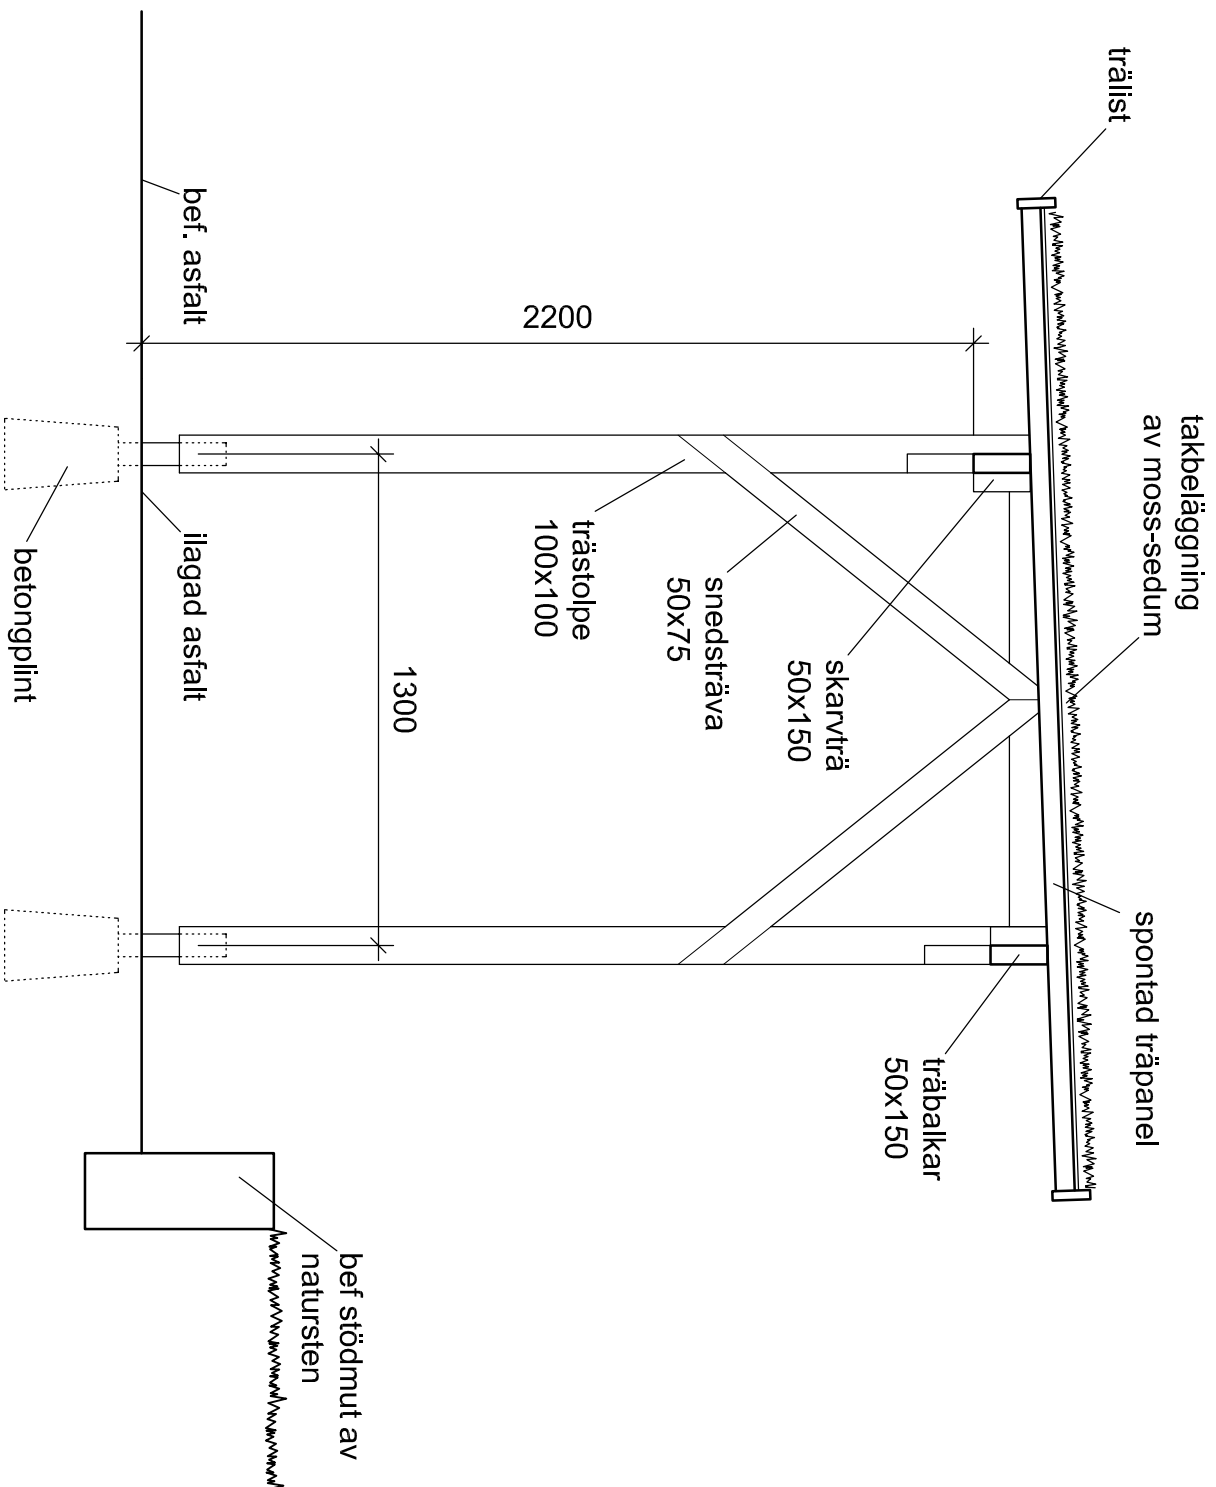 takbeläggning
av moss-sedum
trälist
spontad träpanel
träbalkar
50x150
skarvträ
50x150
snedsträva
50x75
trästolpe
100x100
2200
1300
bef. asfalt
ilagad asfalt
betongplint
bef stödmut av
natursten